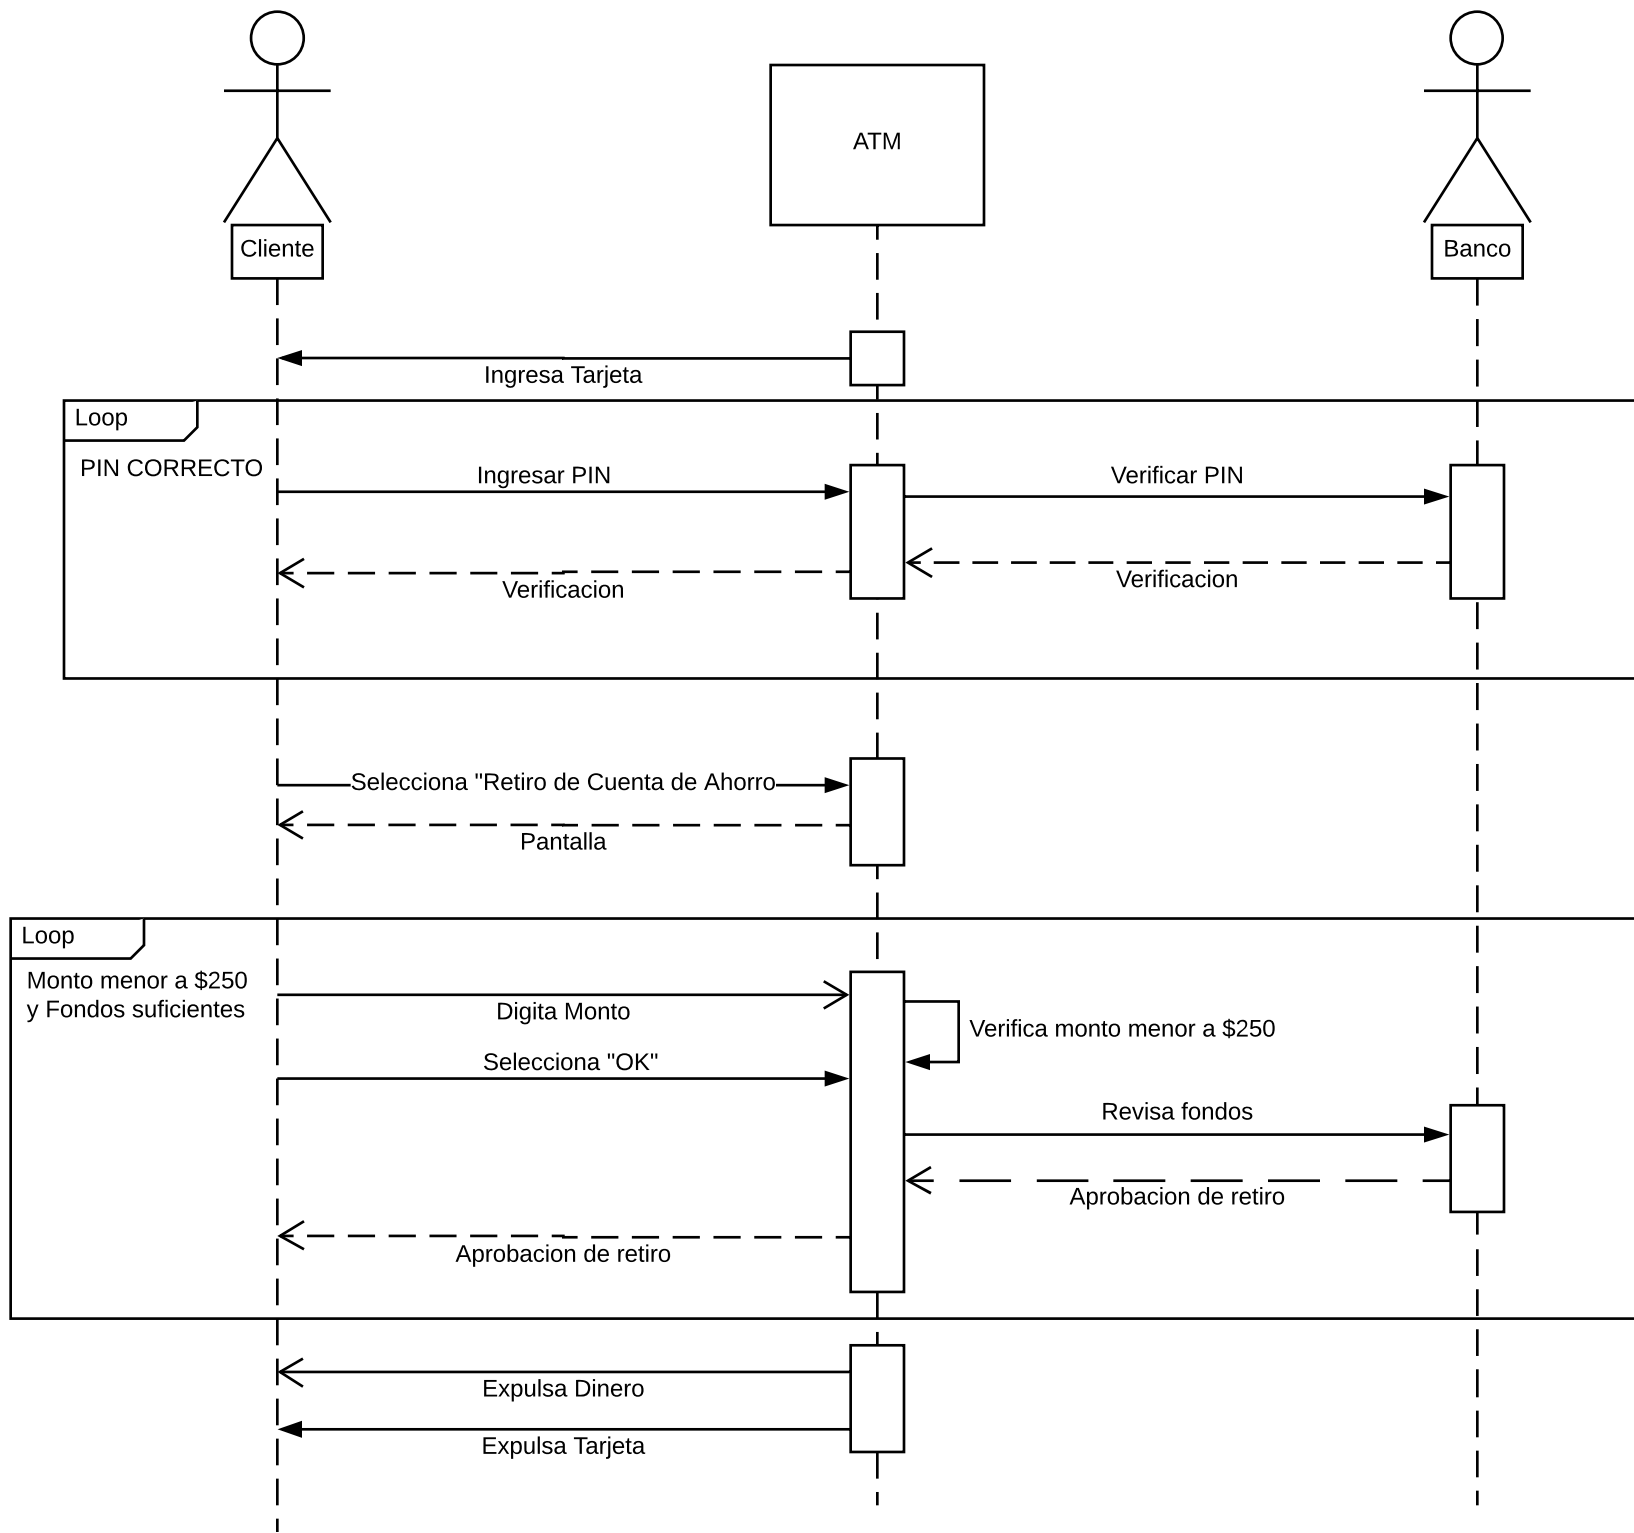 ATM
Cliente
Banco
Ingresa Tarjeta
Loop
PIN CORRECTO
Ingresar PIN
Verificar PIN
Verificacion
Verificacion
Selecciona "Retiro de Cuenta de Ahorro
Pantalla
Loop
Monto menor a $250
y Fondos suficientes
Digita Monto
Verifica monto menor a $250
Selecciona "OK"
Revisa fondos
Aprobacion de retiro
Aprobacion de retiro
Expulsa Dinero
Expulsa Tarjeta